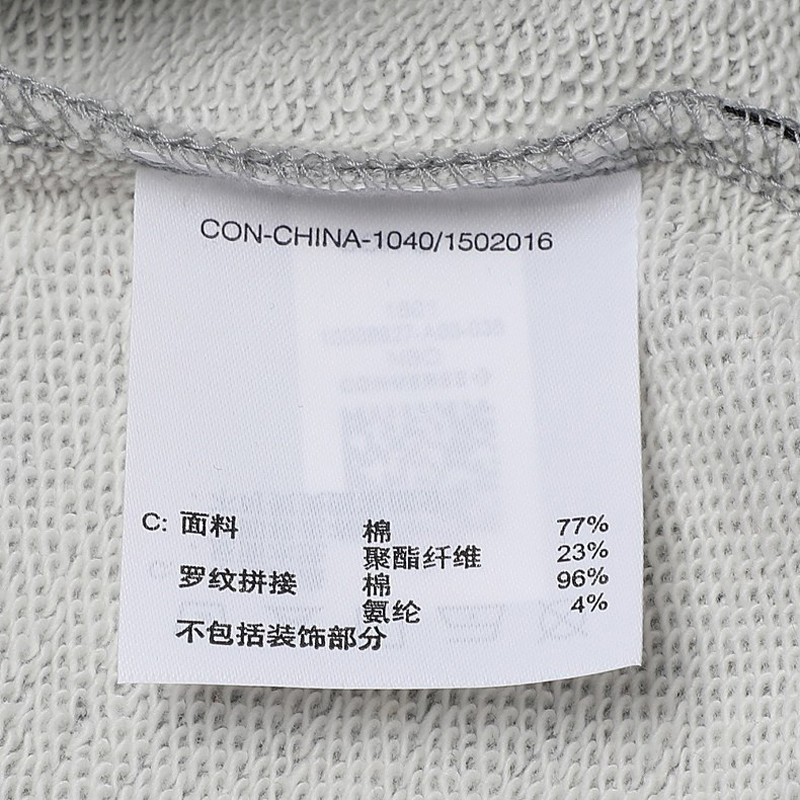 CON-CHINA-1040/1502016
C: 面料 棉 77%
聚酯纤维 23%
罗纹拼接 棉 96%
氨纶 4%
不包括装饰部分